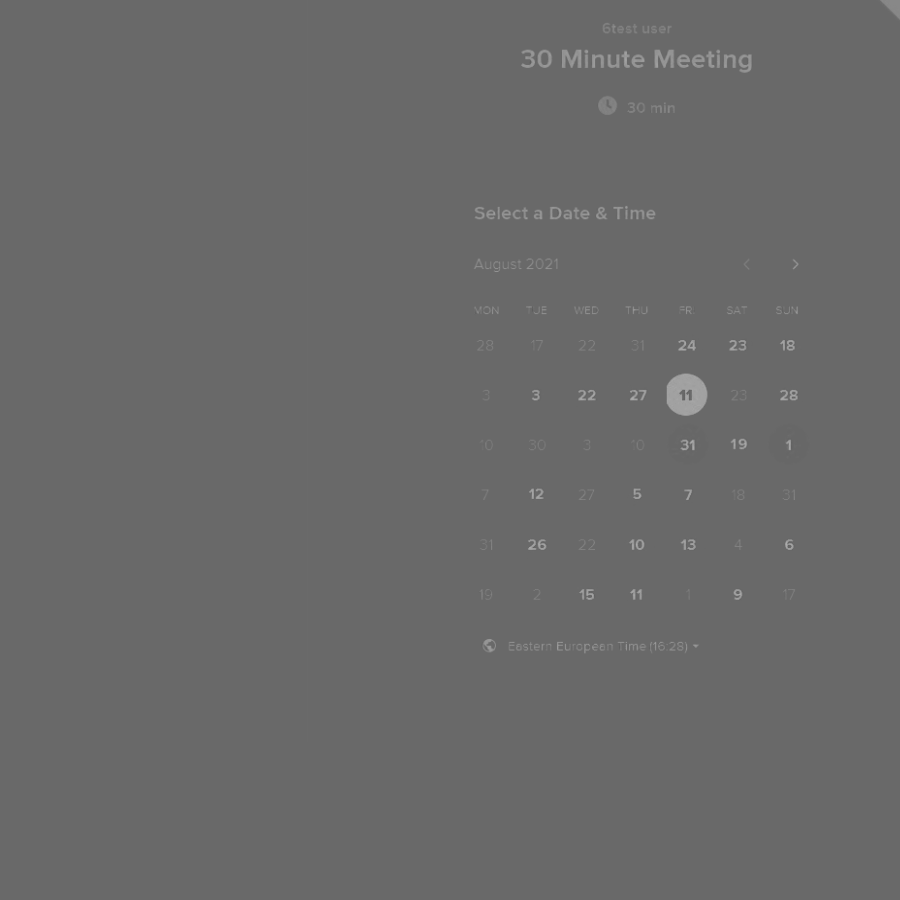 6test user
30 Minute Meeting
30 min
Select a Date & Time
August 2021
MON TUE WED THU FRI SAT SUN
28 17 22 31 24 23 18
3 3 22 27 11 23 28
10 30 3 10 31 19 1
7 12 27 5 7 18 31
31 26 22 10 13 4 6
19 2 15 11 1 9 17
Eastern European Time (16:28)